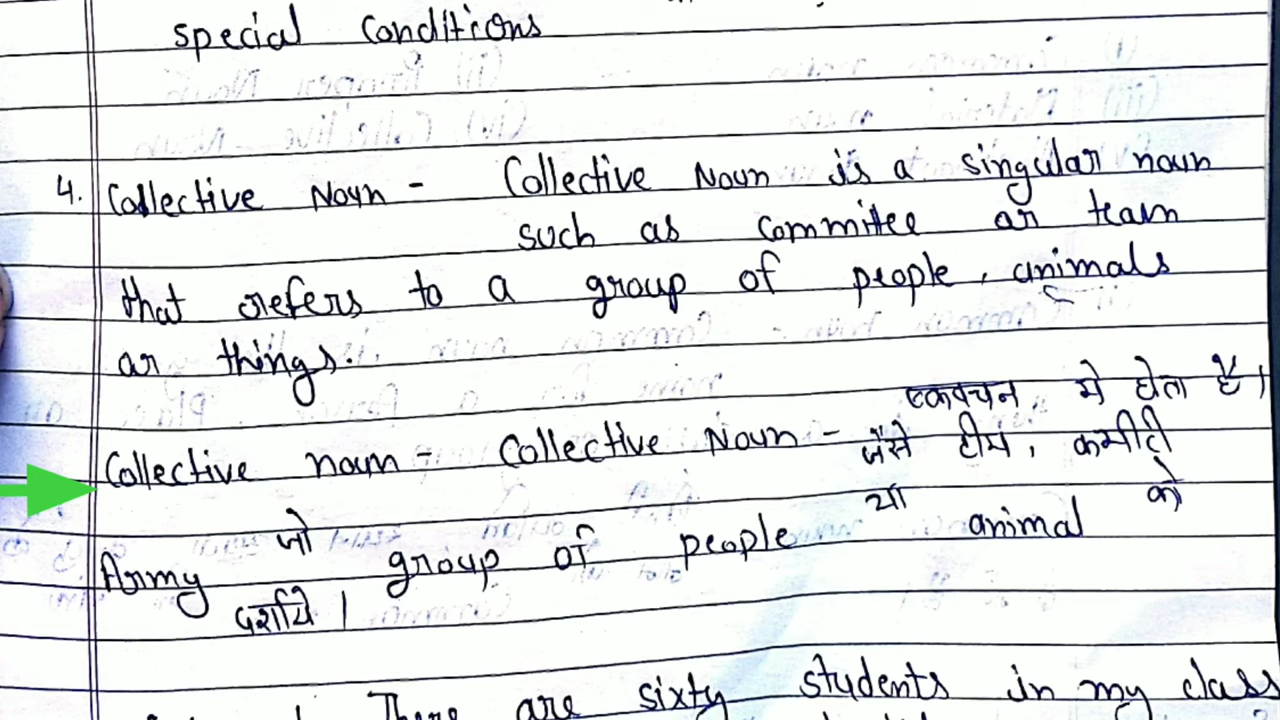 special conditions
4. Collective Noun - Collective Noun is a singular noun
such as Committee or team
that refers to a group of people, animals
or things.
एकवचन में होता है।
Collective noun - Collective Noun - जैसे टीम, कमीटी
Army जो group of people या animal को
दर्शाये।
There are sixty students in my class